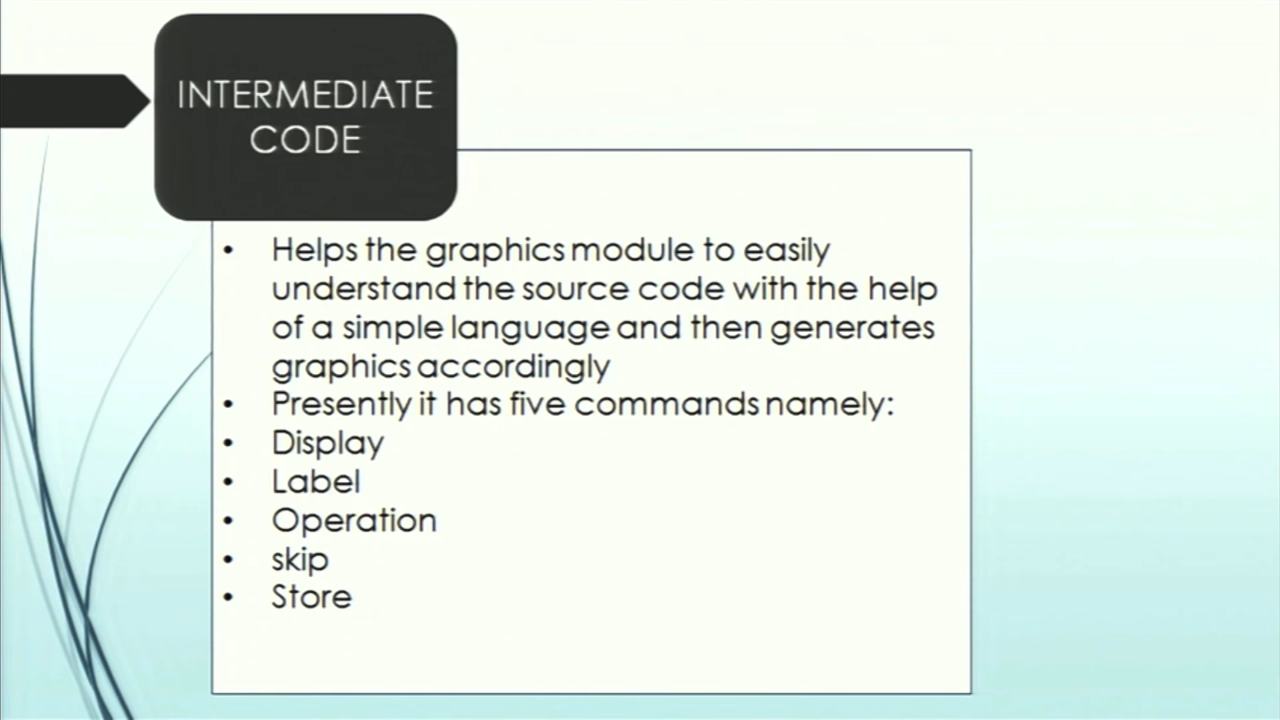 INTERMEDIATE
CODE
• Helps the graphics module to easily
understand the source code with the help
of a simple language and then generates
graphics accordingly
• Presently it has five commands namely:
• Display
• Label
• Operation
• skip
• Store